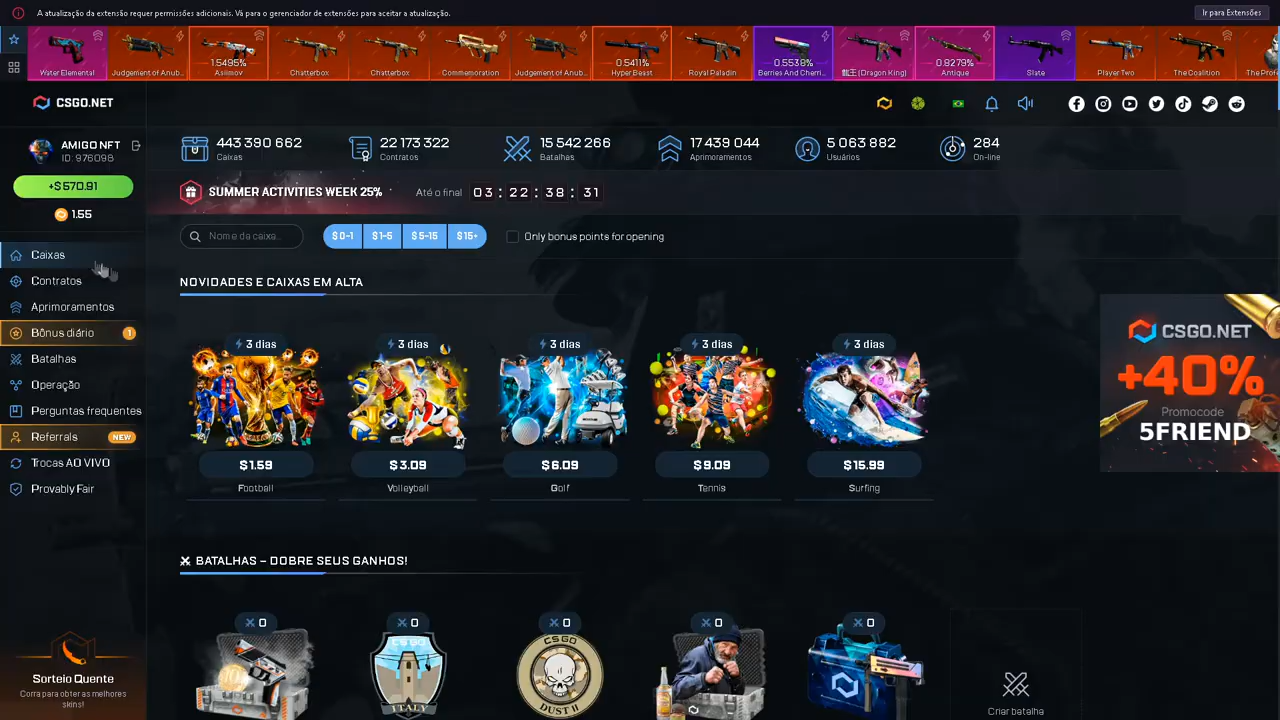 A atualização da extensão requer permissões adicionais. Vá para o gerenciador de extensões para aceitar a atualização.
Ir para Extensões
Water Elemental
Judgement of Anub...
1.5495%
Asiimov
Chatterbox
Chatterbox
Commemoration
Judgement of Anub...
0.5411%
Hyper Beast
Royal Paladin
0.5538%
Berries And Cherri...
龍王 (Dragon King)
0.8279%
Antique
Slate
Player Two
The Coalition
CSGO.NET
AMIGO NFT
ID: 976098
+$570.91
1.55
443 390 662
Caixas
22 173 322
Contratos
15 542 266
Batalhas
17 439 044
Aprimoramentos
5 063 882
Usuários
284
On-line
SUMMER ACTIVITIES WEEK 25%
Até o final
03 : 22 : 38 : 31
Nome da caixa...
$0-1
$1-5
$5-15
$15+
Only bonus points for opening
Caixas
Contratos
Aprimoramentos
Bônus diário
1
Batalhas
Operação
Perguntas frequentes
Referrals
NEW
Trocas AO VIVO
Provably Fair
NOVIDADES E CAIXAS EM ALTA
3 dias
3 dias
3 dias
3 dias
3 dias
$1.59
$3.09
$6.09
$9.09
$15.99
Football
Volleyball
Golf
Tennis
Surfing
CSGO.NET
+40%
Promocode
5FRIEND
BATALHAS – DOBRE SEUS GANHOS!
0
0
0
0
0
CS GO
ITALY
CS GO
DUST II
Criar batalha
Sorteio Quente
Corra para obter as melhores
skins!